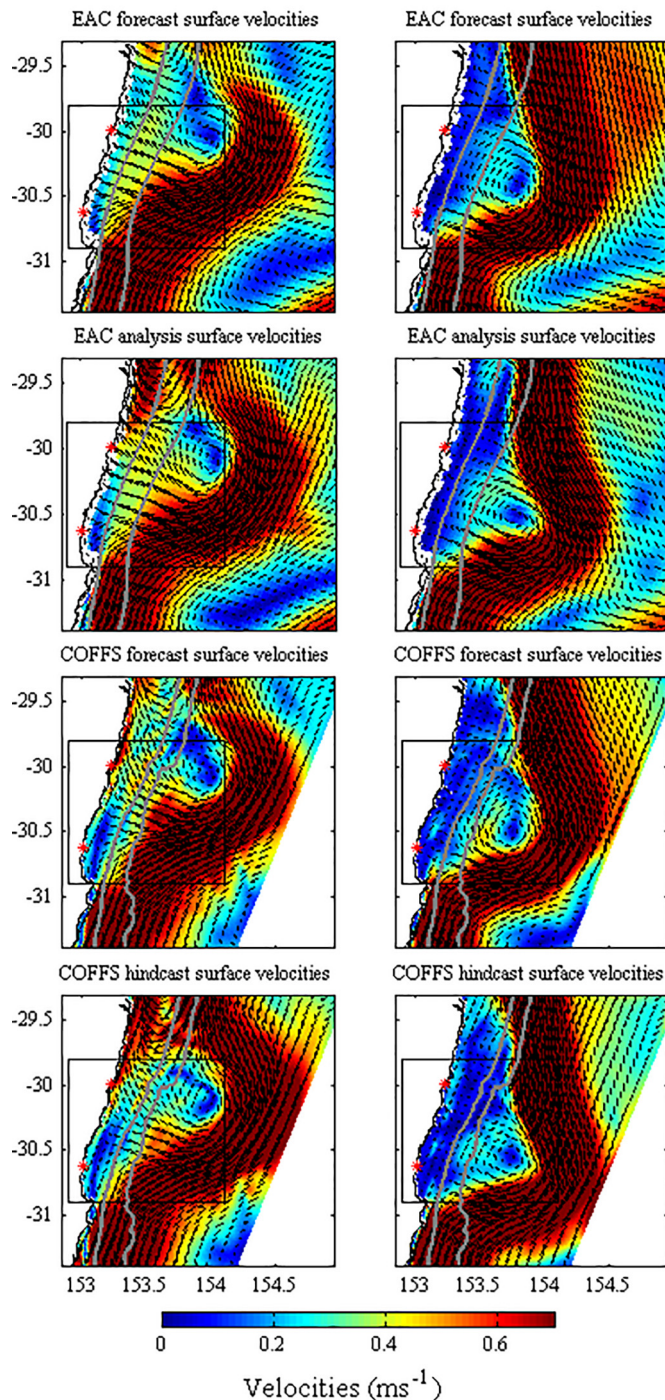 EAC forecast surface velocities EAC forecast surface velocities
-29.5
-30
-30.5
-31
EAC analysis surface velocities EAC analysis surface velocities
-29.5
-30
-30.5
-31
COFFS forecast surface velocities COFFS forecast surface velocities
-29.5
-30
-30.5
-31
COFFS hindcast surface velocities COFFS hindcast surface velocities
-29.5
-30
-30.5
-31
153 153.5 154 154.5 153 153.5 154 154.5
0 0.2 0.4 0.6
Velocities (ms⁻¹)